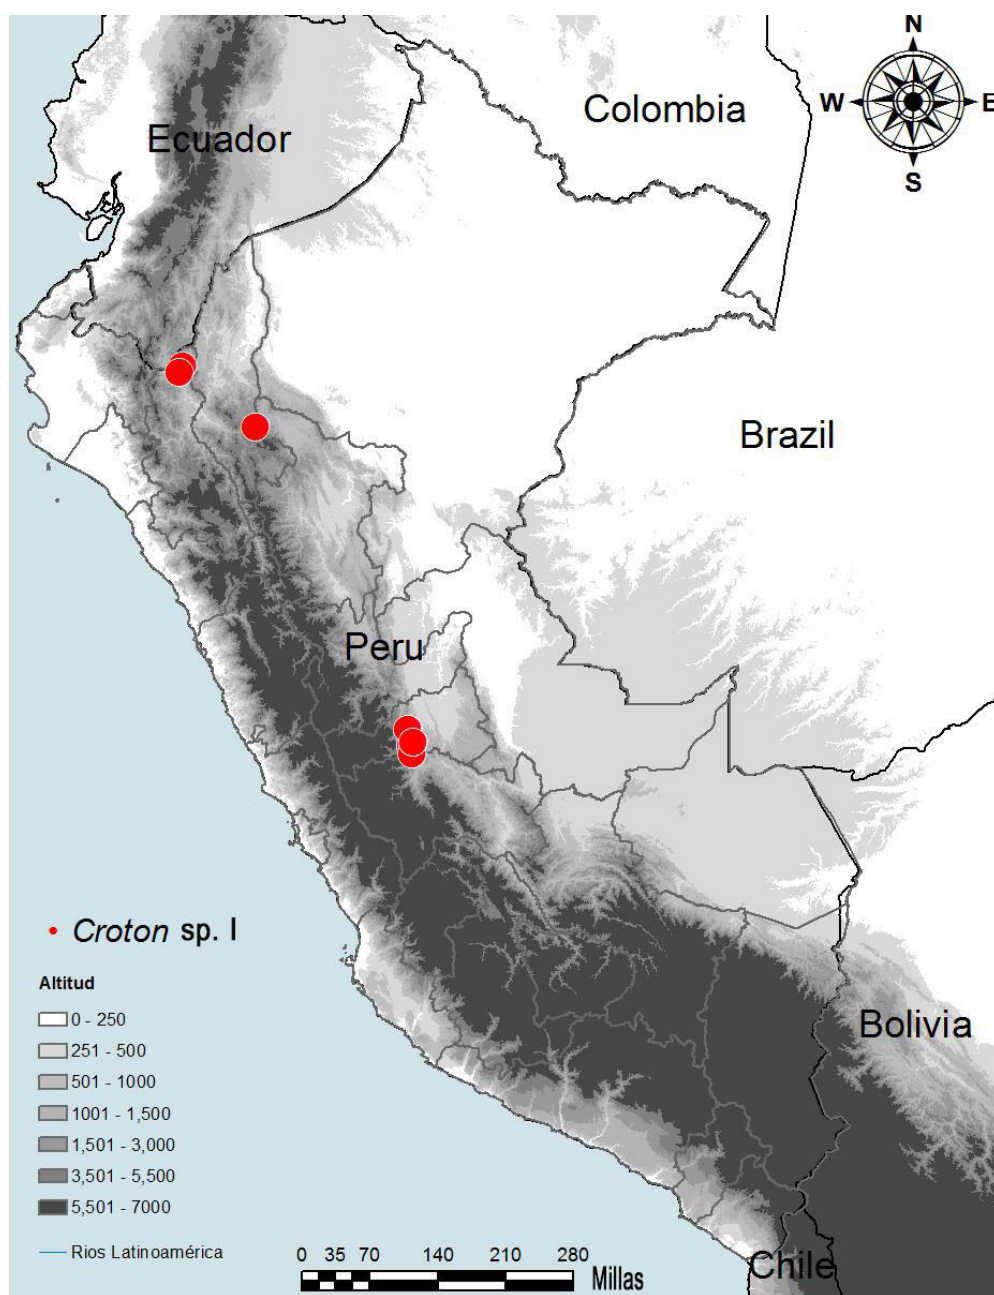 N
W E
S
Colombia
Ecuador
Brazil
Peru
Croton sp. I
Altitud
0 - 250
251 - 500
501 - 1000
1001 - 1,500
1,501 - 3,000
3,501 - 5,500
5,501 - 7000
Rios Latinoamérica
Bolivia
0 35 70 140 210 280
Millas
Chile